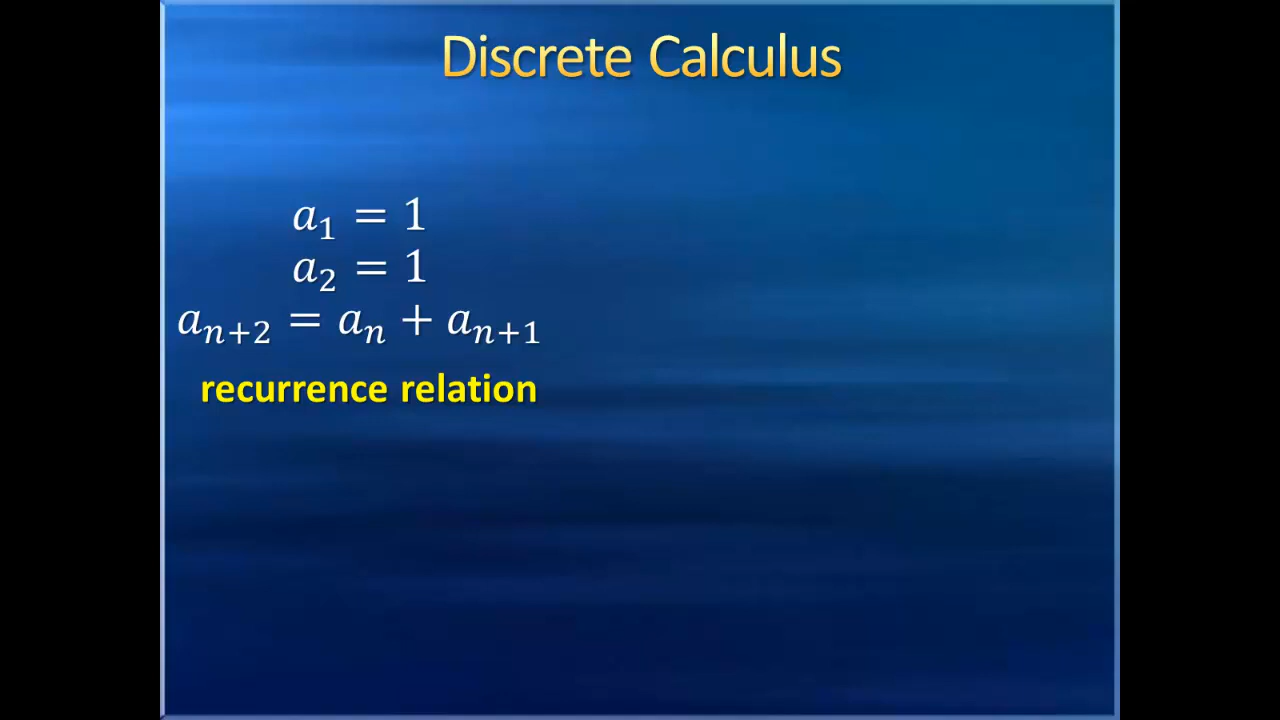 Discrete Calculus
a₁ = 1
a₂ = 1
aₙ₊₂ = aₙ + aₙ₊₁
recurrence relation